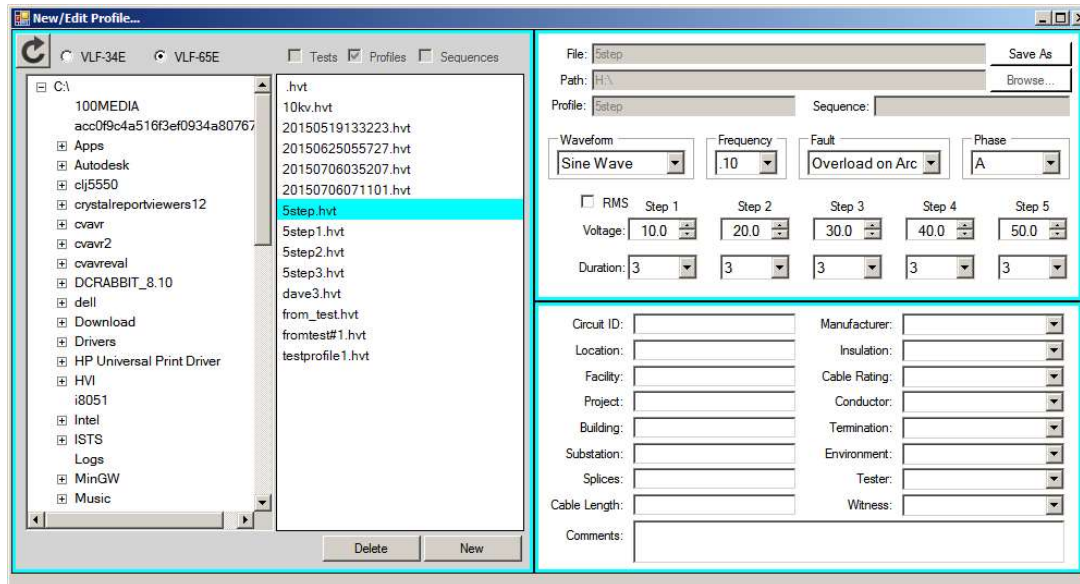 New/Edit Profile...
VLF-34E VLF-65E Tests Profiles Sequences
C:\
100MEDIA
acc0f9c4a516f3ef0934a80767
Apps
Autodesk
clj5550
crystalreportviewers12
cvavr
cvavr2
cvavreval
DCRABBIT_8.10
dell
Download
Drivers
HP Universal Print Driver
HVI
i8051
Intel
ISTS
Logs
MinGW
Music
.hvt
10kv.hvt
20150519133223.hvt
20150625055727.hvt
20150706035207.hvt
20150706071101.hvt
5step.hvt
5step1.hvt
5step2.hvt
5step3.hvt
dave3.hvt
from_test.hvt
fromtest#1.hvt
testprofile1.hvt
Delete New
File: 5step Save As
Path: H:\ Browse...
Profile: 5step Sequence:
Waveform Frequency Fault Phase
Sine Wave .10 Overload on Arc A
RMS Step 1 Step 2 Step 3 Step 4 Step 5
Voltage: 10.0 20.0 30.0 40.0 50.0
Duration: 3 3 3 3 3
Circuit ID: Manufacturer:
Location: Insulation:
Facility: Cable Rating:
Project: Conductor:
Building: Termination:
Substation: Environment:
Splices: Tester:
Cable Length: Witness:
Comments: